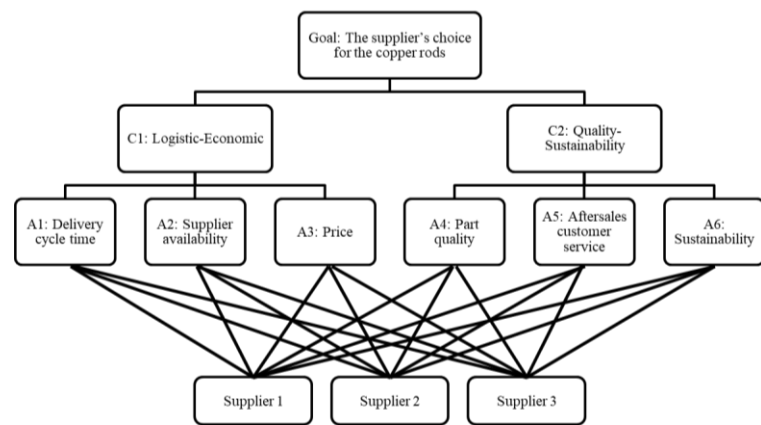 Goal: The supplier's choice
for the copper rods
C1: Logistic-Economic
C2: Quality-
Sustainability
A1: Delivery
cycle time
A2: Supplier
availability
A3: Price
A4: Part
quality
A5: Aftersales
customer
service
A6:
Sustainability
Supplier 1
Supplier 2
Supplier 3